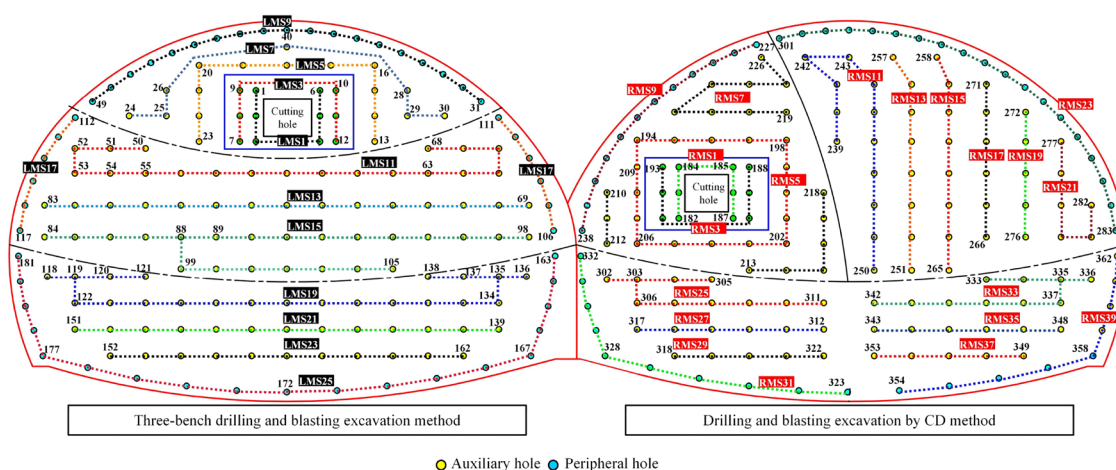 LMS9
40
LMS7
LMS5
20
16
LMS3
26
9
6
10
28
49
24
25
Cutting
hole
29
30
31
112
23
7
LMS1
12
13
111
52
51
50
68
LMS17
53
54
55
LMS11
63
LMS17
83
LMS13
69
84
88
89
LMS15
98
117
106
99
105
181
118
119
120
121
138
137
135
136
163
122
LMS19
134
151
LMS21
139
177
152
LMS23
162
167
172
LMS25
Three-bench drilling and blasting excavation method
227
301
226
242
243
257
258
RMS9
RMS7
RMS11
RMS13
RMS15
271
RMS23
219
272
194
198
239
277
RMS1
RMS17
RMS19
209
193
184
185
188
RMS5
210
Cutting
hole
218
RMS21
282
182
187
238
212
206
RMS3
202
266
276
283
332
213
250
251
265
362
302
303
305
333
335
336
306
RMS25
311
342
RMS33
337
317
RMS27
312
343
RMS35
348
RMS39
328
318
RMS29
322
353
RMS37
349
358
RMS31
323
354
Drilling and blasting excavation by CD method
Auxiliary hole
Peripheral hole